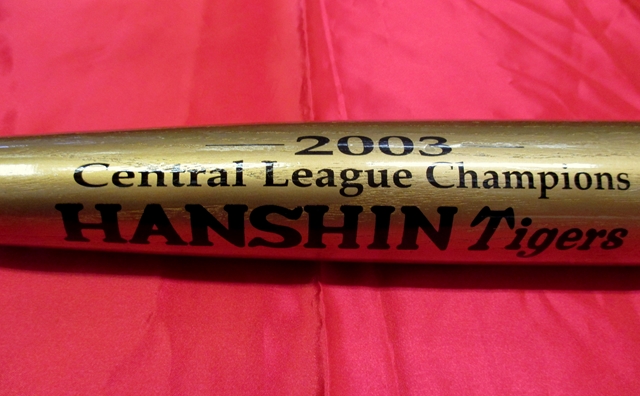 2003
Central League Champions
HANSHIN Tigers